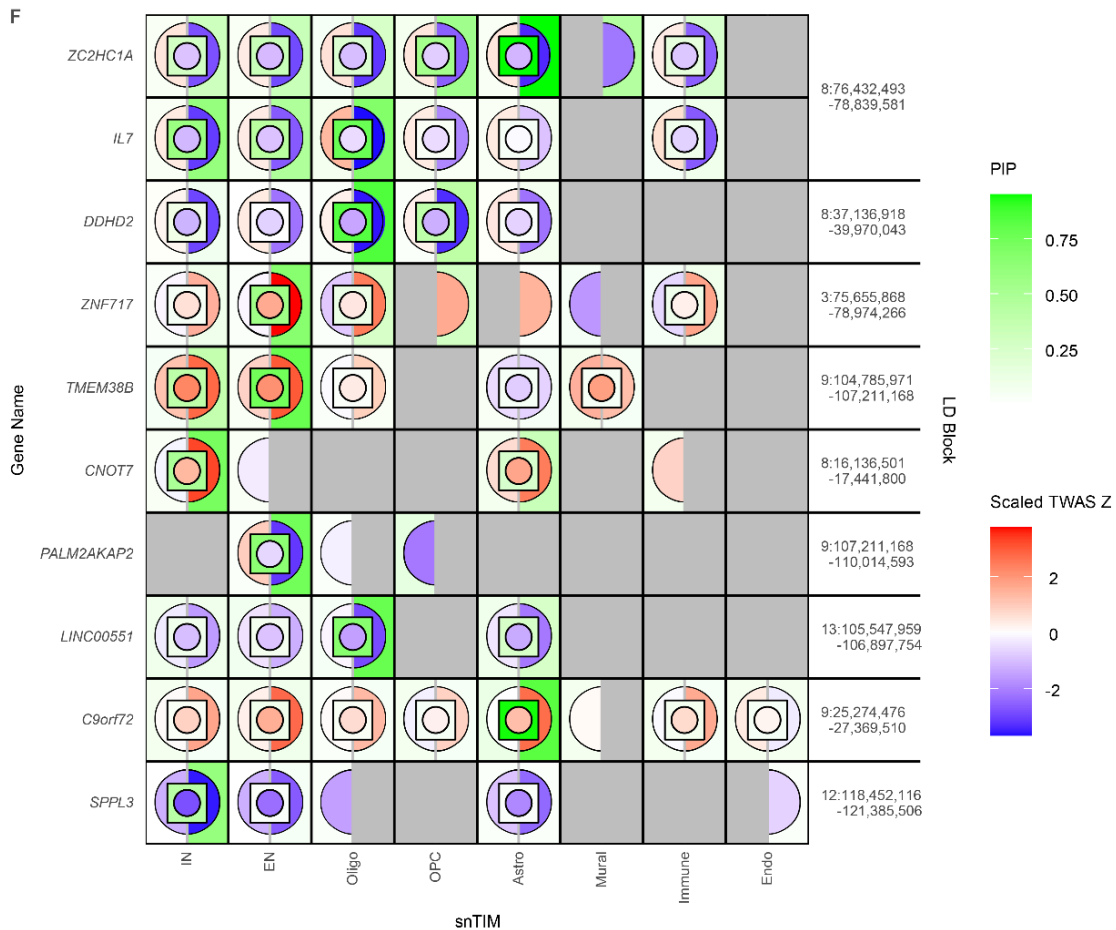 F
ZC2HC1A
IL7
DDHD2
ZNF717
TMEM38B
CNOT7
PALM2AKAP2
LINC00551
C9orf72
SPPL3
Gene Name
IN
EN
Oligo
OPC
Astro
Mural
Immune
Endo
snTIM
8:76,432,493
-78,839,581
8:37,136,918
-39,970,043
3:75,655,868
-78,974,266
9:104,785,971
-107,211,168
8:16,136,501
-17,441,800
9:107,211,168
-110,014,593
13:105,547,959
-106,897,754
9:25,274,476
-27,369,510
12:118,452,116
-121,385,506
LD Block
PIP
0.75
0.50
0.25
Scaled TWAS Z
2
0
-2